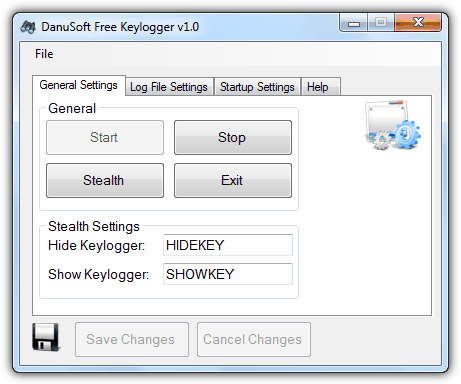 DanuSoft Free Keylogger v1.0
File
General Settings Log File Settings Startup Settings Help
General
Start Stop
Stealth Exit
Stealth Settings
Hide Keylogger: HIDEKEY
Show Keylogger: SHOWKEY
Save Changes Cancel Changes